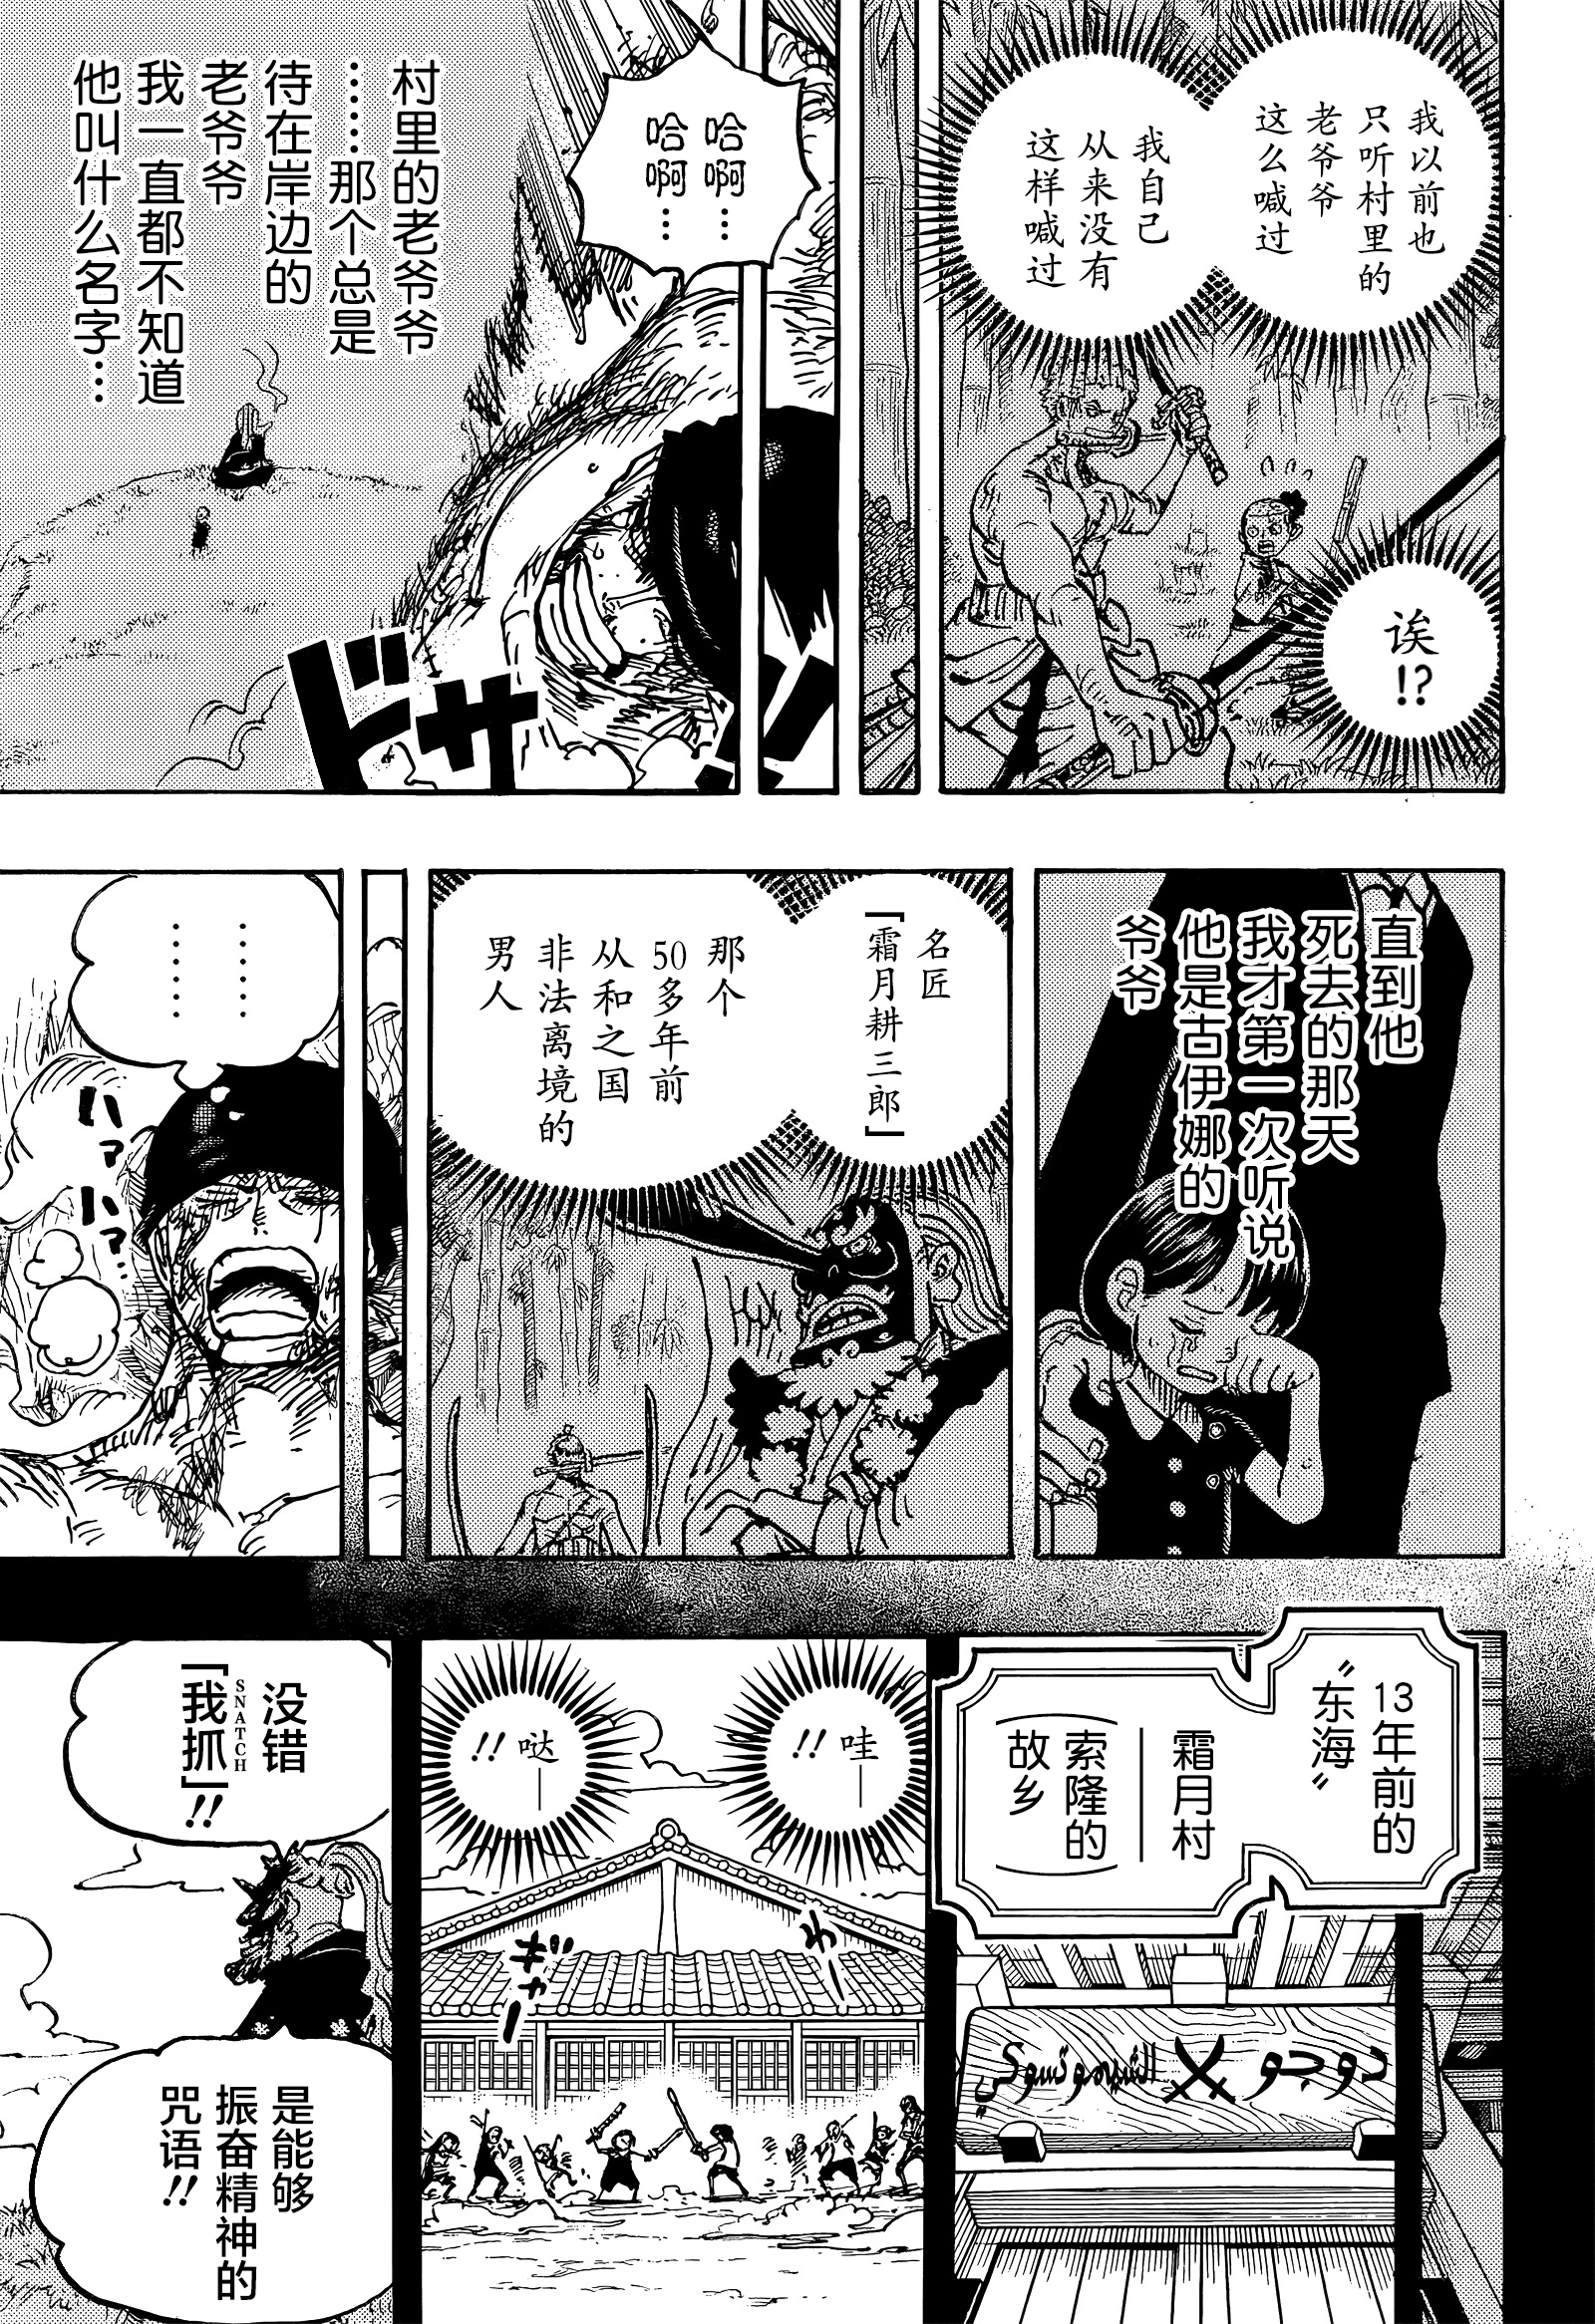 我以前也
只听村里的
老爷爷
这么喊过
我自己
从来没有
这样喊过
诶!?
哈啊…
哈啊…
ドサッ!!
村里的老爷爷
……那个总是
待在岸边的
老爷爷
我一直都不知道
他叫什么名字…
直到他
死去的那天
我才第一次听说
他是古伊娜的
爷爷
名匠
「霜月耕三郎」
那个
50多年前
从和之国
非法离境的
男人
……
……
ハァ
ハァ…
13年前的
“东海”
霜月村
(索隆的
故乡)
دوجو
الشيموتسوكي
哇—!!
哒—!!
わー
ギャー
没错
SNATCH
「我抓」!!
是能够
振奋精神的
咒语!!